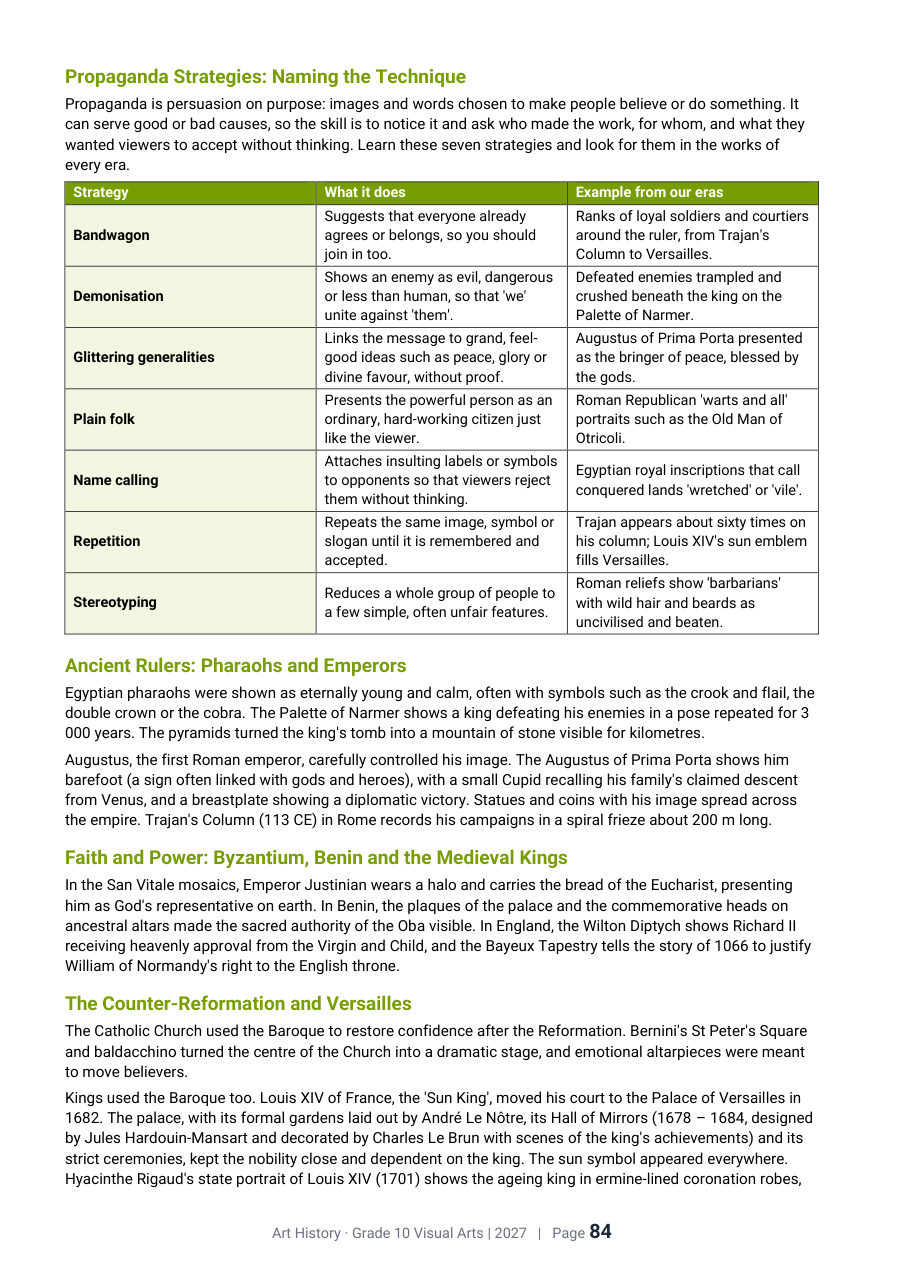 Propaganda Strategies: Naming the Technique
Propaganda is persuasion on purpose: images and words chosen to make people believe or do something. It
can serve good or bad causes, so the skill is to notice it and ask who made the work, for whom, and what they
wanted viewers to accept without thinking. Learn these seven strategies and look for them in the works of
every era.
Strategy
What it does
Example from our eras
Bandwagon
Suggests that everyone already
agrees or belongs, so you should
join in too.
Ranks of loyal soldiers and courtiers
around the ruler, from Trajan's
Column to Versailles.
Demonisation
Shows an enemy as evil, dangerous
or less than human, so that 'we'
unite against 'them'.
Defeated enemies trampled and
crushed beneath the king on the
Palette of Narmer.
Glittering generalities
Links the message to grand, feel-
good ideas such as peace, glory or
divine favour, without proof.
Augustus of Prima Porta presented
as the bringer of peace, blessed by
the gods.
Plain folk
Presents the powerful person as an
ordinary, hard-working citizen just
like the viewer.
Roman Republican 'warts and all'
portraits such as the Old Man of
Otricoli.
Name calling
Attaches insulting labels or symbols
to opponents so that viewers reject
them without thinking.
Egyptian royal inscriptions that call
conquered lands 'wretched' or 'vile'.
Repetition
Repeats the same image, symbol or
slogan until it is remembered and
accepted.
Trajan appears about sixty times on
his column; Louis XIV's sun emblem
fills Versailles.
Stereotyping
Reduces a whole group of people to
a few simple, often unfair features.
Roman reliefs show 'barbarians'
with wild hair and beards as
uncivilised and beaten.
Ancient Rulers: Pharaohs and Emperors
Egyptian pharaohs were shown as eternally young and calm, often with symbols such as the crook and flail, the
double crown or the cobra. The Palette of Narmer shows a king defeating his enemies in a pose repeated for 3
000 years. The pyramids turned the king's tomb into a mountain of stone visible for kilometres.
Augustus, the first Roman emperor, carefully controlled his image. The Augustus of Prima Porta shows him
barefoot (a sign often linked with gods and heroes), with a small Cupid recalling his family's claimed descent
from Venus, and a breastplate showing a diplomatic victory. Statues and coins with his image spread across
the empire. Trajan's Column (113 CE) in Rome records his campaigns in a spiral frieze about 200 m long.
Faith and Power: Byzantium, Benin and the Medieval Kings
In the San Vitale mosaics, Emperor Justinian wears a halo and carries the bread of the Eucharist, presenting
him as God's representative on earth. In Benin, the plaques of the palace and the commemorative heads on
ancestral altars made the sacred authority of the Oba visible. In England, the Wilton Diptych shows Richard II
receiving heavenly approval from the Virgin and Child, and the Bayeux Tapestry tells the story of 1066 to justify
William of Normandy's right to the English throne.
The Counter-Reformation and Versailles
The Catholic Church used the Baroque to restore confidence after the Reformation. Bernini's St Peter's Square
and baldacchino turned the centre of the Church into a dramatic stage, and emotional altarpieces were meant
to move believers.
Kings used the Baroque too. Louis XIV of France, the 'Sun King', moved his court to the Palace of Versailles in
1682. The palace, with its formal gardens laid out by André Le Nôtre, its Hall of Mirrors (1678 – 1684, designed
by Jules Hardouin-Mansart and decorated by Charles Le Brun with scenes of the king's achievements) and its
strict ceremonies, kept the nobility close and dependent on the king. The sun symbol appeared everywhere.
Hyacinthe Rigaud's state portrait of Louis XIV (1701) shows the ageing king in ermine-lined coronation robes,
Art History · Grade 10 Visual Arts | 2027 | Page 84